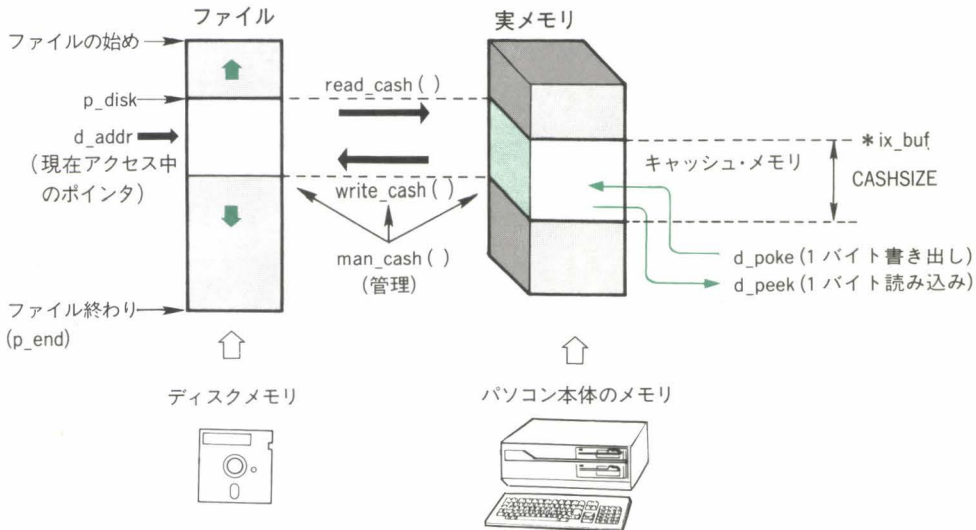 ファイル
実メモリ
ファイルの始め
p_disk
d_addr
(現在アクセス中
のポインタ)
ファイル終わり
(p_end)
read_cash( )
write_cash( )
man_cash( )
(管理)
キャッシュ・メモリ
*ix_buf
CASHSIZE
d_poke(1バイト書き出し)
d_peek(1バイト読み込み)
ディスクメモリ
パソコン本体のメモリ